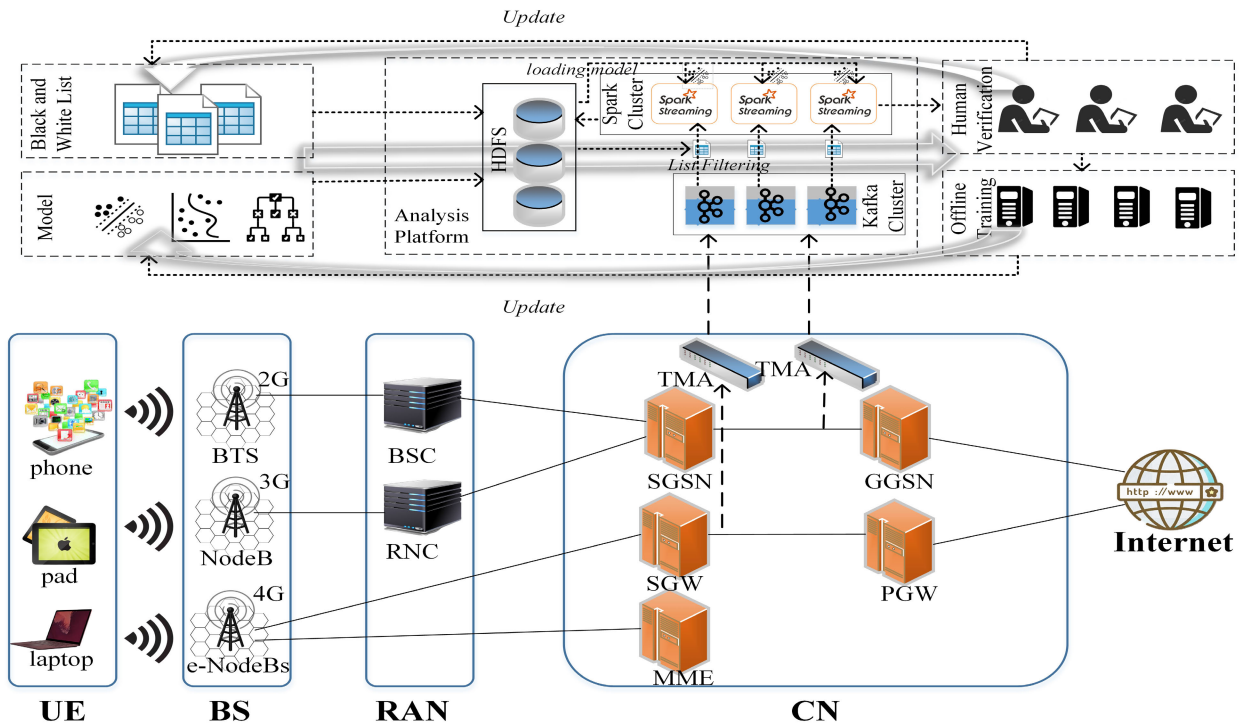 Update
Black and
White List
loading model
HDFS
Spark
Cluster
Spark
Streaming
Spark
Streaming
Spark
Streaming
Human
Verification
List Filtering
Model
Analysis
Platform
Kafka
Cluster
Offline
Training
Update
2G
TMA
TMA
phone
BTS
BSC
SGSN
GGSN
3G
http ://www
pad
NodeB
RNC
SGW
PGW
Internet
4G
laptop
e-NodeBs
MME
UE
BS
RAN
CN